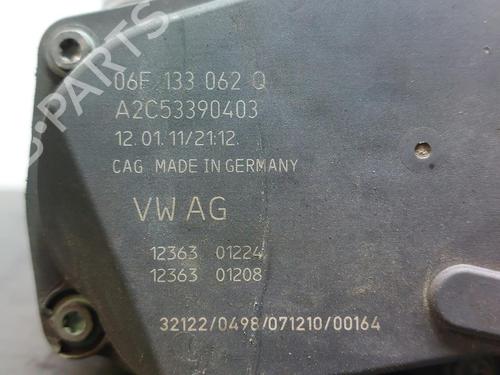 06F 133 062 Q
A2C53390403
12.01.11/21:12.
CAG MADE IN GERMANY
VW AG
12363 01224
12363 01208
32122/0498/071210/00164